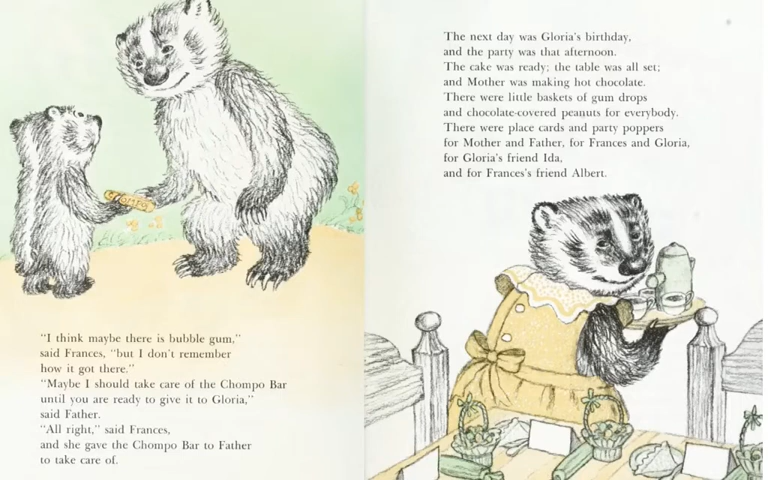 CHOMPO
"I think maybe there is bubble gum,"
said Frances, "but I don't remember
how it got there."
"Maybe I should take care of the Chompo Bar
until you are ready to give it to Gloria,"
said Father.
"All right," said Frances,
and she gave the Chompo Bar to Father
to take care of.
The next day was Gloria's birthday,
and the party was that afternoon.
The cake was ready; the table was all set;
and Mother was making hot chocolate.
There were little baskets of gum drops
and chocolate-covered peanuts for everybody.
There were place cards and party poppers
for Mother and Father, for Frances and Gloria,
for Gloria's friend Ida,
and for Frances's friend Albert.